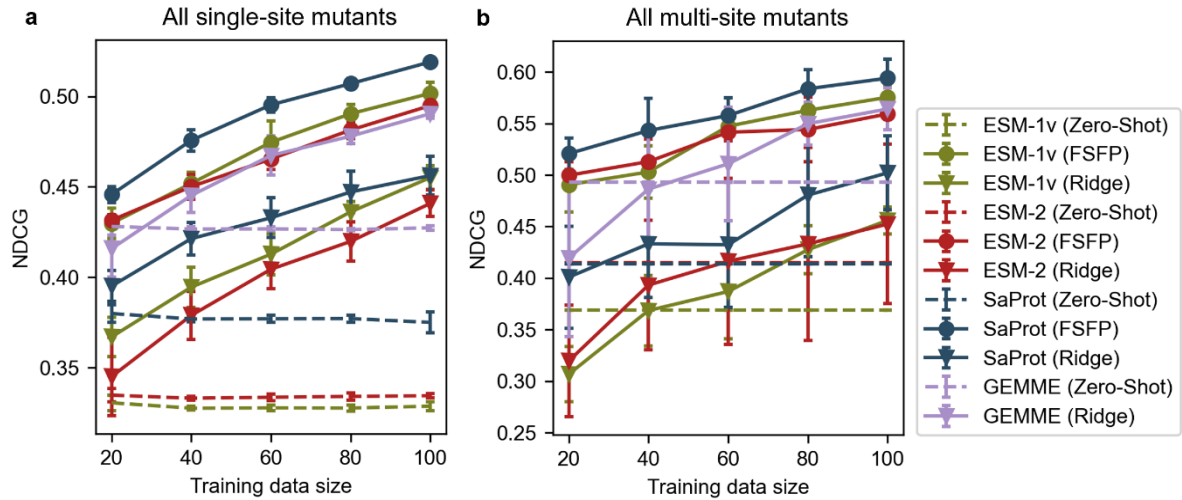 a
All single-site mutants
NDCG
0.50
0.45
0.40
0.35
20 40 60 80 100
Training data size
b
All multi-site mutants
NDCG
0.60
0.55
0.50
0.45
0.40
0.35
0.30
0.25
20 40 60 80 100
Training data size
ESM-1v (Zero-Shot)
ESM-1v (FSFP)
ESM-1v (Ridge)
ESM-2 (Zero-Shot)
ESM-2 (FSFP)
ESM-2 (Ridge)
SaProt (Zero-Shot)
SaProt (FSFP)
SaProt (Ridge)
GEMME (Zero-Shot)
GEMME (Ridge)